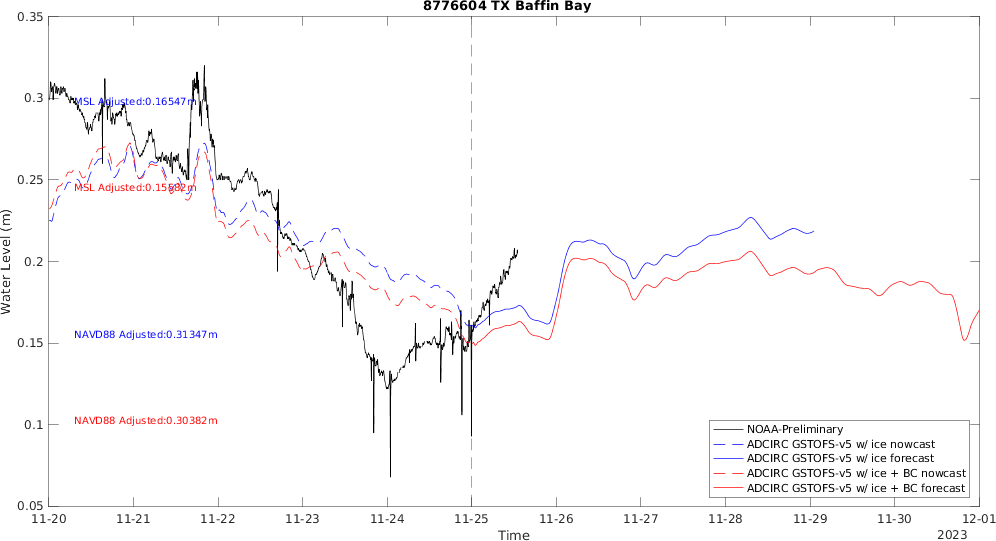 8776604 TX Baffin Bay
0.35
0.3
0.25
0.2
0.15
0.1
0.05
Water Level (m)
MSL Adjusted:0.16547m
MSL Adjusted:0.15582m
NAVD88 Adjusted:0.31347m
NAVD88 Adjusted:0.30382m
NOAA-Preliminary
ADCIRC GSTOFS-v5 w/ ice nowcast
ADCIRC GSTOFS-v5 w/ ice forecast
ADCIRC GSTOFS-v5 w/ ice + BC nowcast
ADCIRC GSTOFS-v5 w/ ice + BC forecast
11-20 11-21 11-22 11-23 11-24 11-25 11-26 11-27 11-28 11-29 11-30 12-01
Time
2023